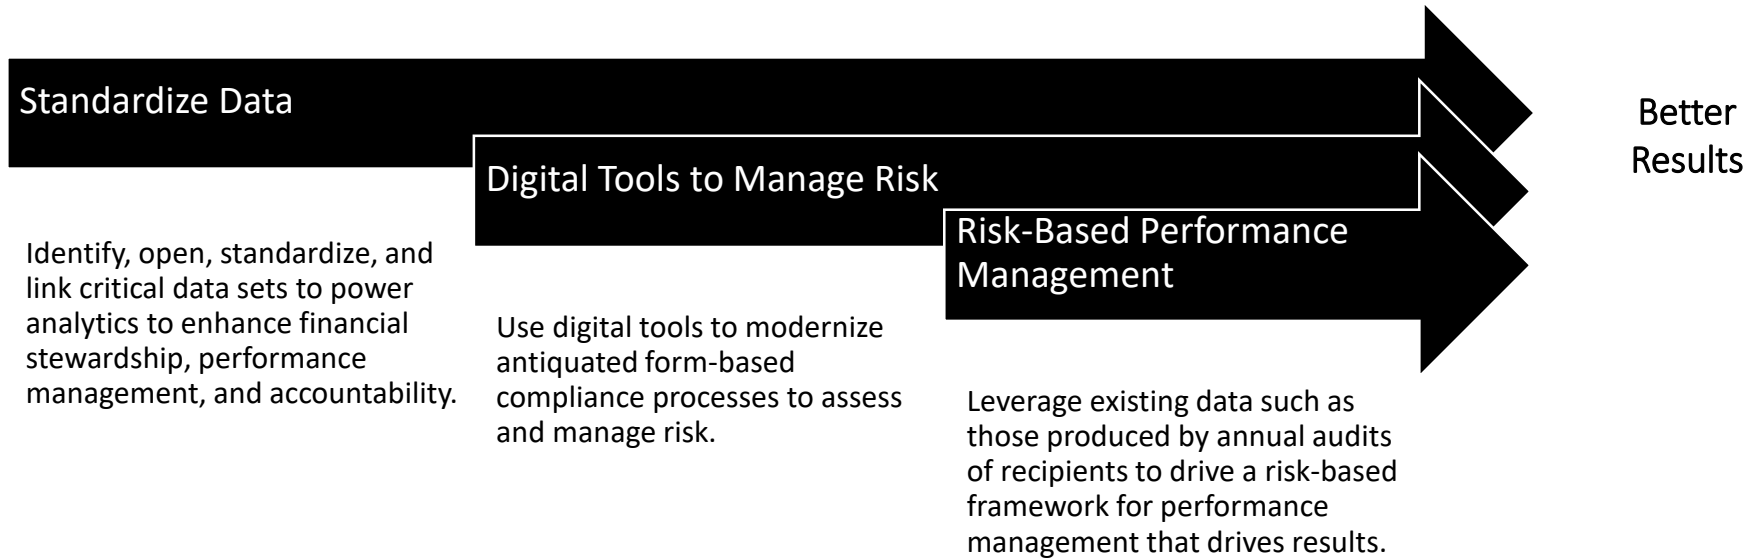 Standardize Data
Better
Results
Digital Tools to Manage Risk
Risk-Based Performance
Management
Identify, open, standardize, and
link critical data sets to power
analytics to enhance financial
stewardship, performance
management, and accountability.
Use digital tools to modernize
antiquated form-based
compliance processes to assess
and manage risk.
Leverage existing data such as
those produced by annual audits
of recipients to drive a risk-based
framework for performance
management that drives results.